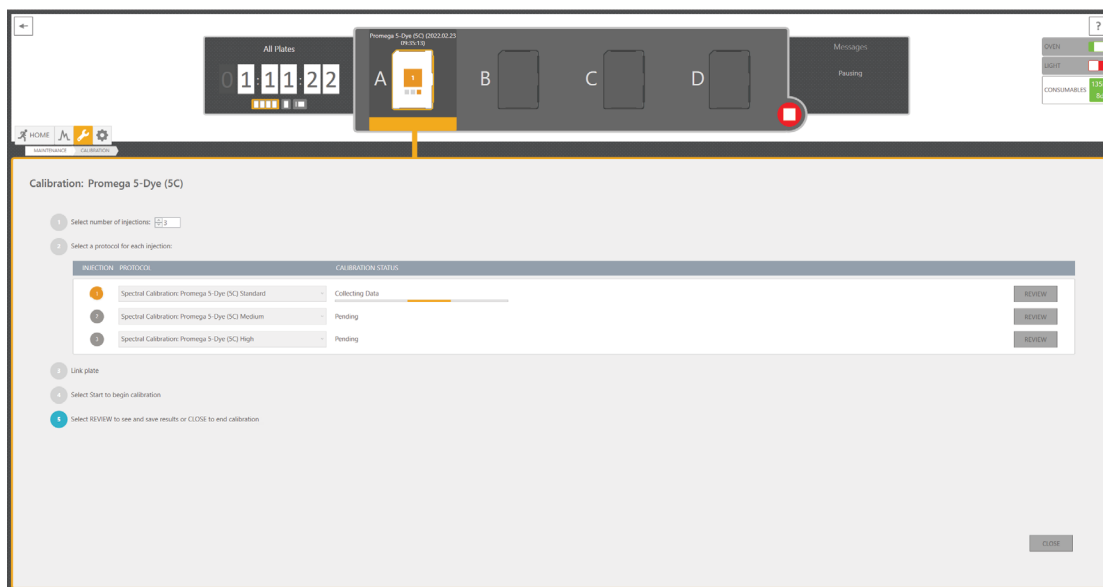 ?
Promega 5-Dye (5C) (2022.02.23
09:35:13)
All Plates
01:11:22
A
1
B
C
D
Messages
Pausing
OVEN
LIGHT
CONSUMABLES
135
HOME
MAINTENANCE
CALIBRATION
Calibration: Promega 5-Dye (5C)
1 Select number of injections: 3
2 Select a protocol for each injection:
INJECTION PROTOCOL CALIBRATION STATUS
1 Spectral Calibration: Promega 5-Dye (5C) Standard Collecting Data REVIEW
2 Spectral Calibration: Promega 5-Dye (5C) Medium Pending REVIEW
3 Spectral Calibration: Promega 5-Dye (5C) High Pending REVIEW
3 Link plate
4 Select Start to begin calibration
5 Select REVIEW to see and save results or CLOSE to end calibration
CLOSE